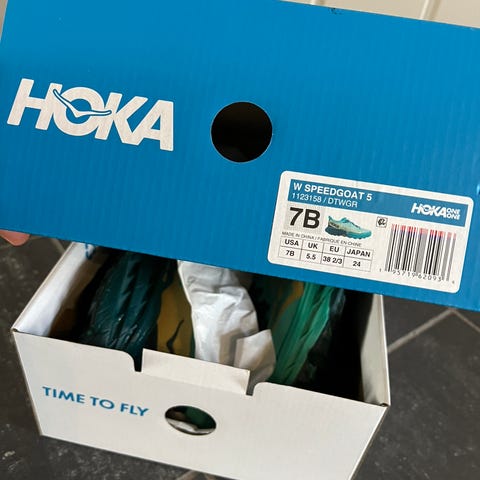 HOKA
W SPEEDGOAT 5
1123158 / DTWGR
HOKA ONE ONE
7B
MADE IN CHINA / FABRIQUÉ EN CHINE
USA UK EU JAPAN
7B 5.5 38 2/3 24
TIME TO FLY